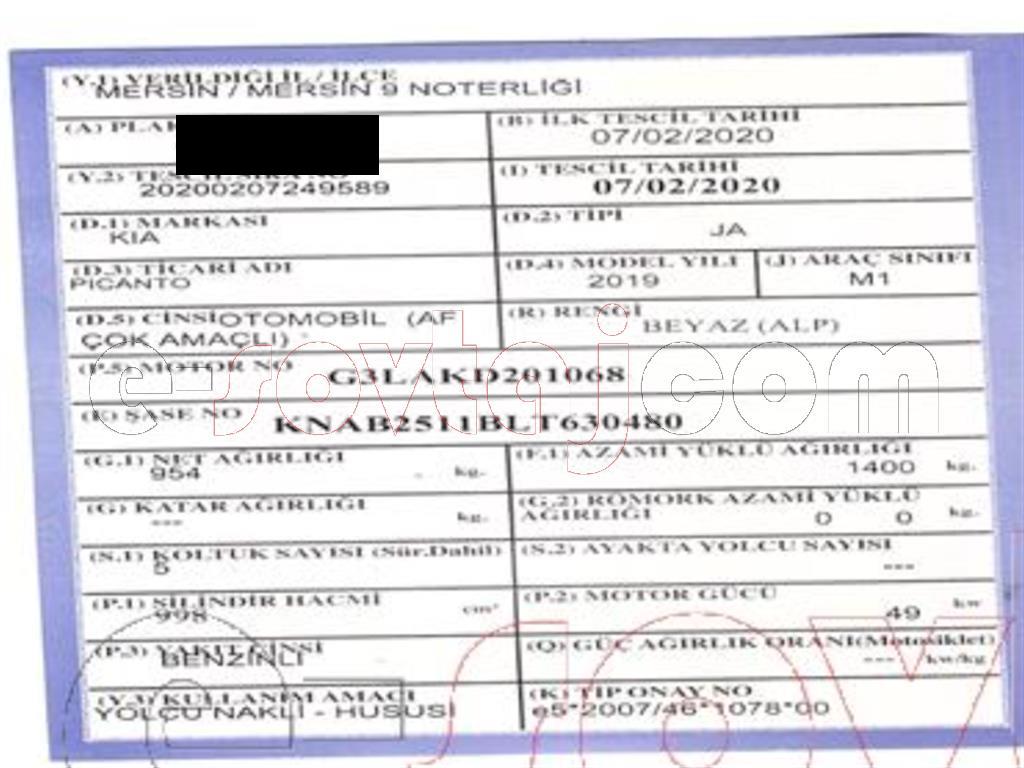 (Y.1) VERİLDİĞİ İL / İLÇE
MERSİN / MERSİN 9 NOTERLİĞİ
(A) PLAK
(B) İLK TESCİL TARİHİ
07/02/2020
(Y.2) TESCİL SIRA NO
20200207249589
(I) TESCİL TARİHİ
07/02/2020
(D.1) MARKASI
KIA
(D.2) TİPİ
JA
(D.3) TİCARİ ADI
PICANTO
(D.4) MODEL YILI
2019
(J) ARAÇ SINIFI
M1
(D.5) CİNSİ OTOMOBİL (AF
ÇOK AMAÇLI)
(R) RENGİ
BEYAZ (ALP)
(P.5) MOTOR NO
G3LAKD201068
(E) ŞASE NO
KNAB2511BLT630480
e-sovtaj.com
(G.1) NET AĞIRLIĞI
954 kg.
(F.1) AZAMİ YÜKLÜ AĞIRLIĞI
1400 kg.
(G) KATAR AĞIRLIĞI
--- kg.
(G.2) ROMORK AZAMİ YÜKLÜ
AĞIRLIĞI 0 0 kg.
(S.1) KOLTUK SAYISI (Sür.Dahil)
5
(S.2) AYAKTA YOLCU SAYISI
---
(P.1) SİLİNDİR HACMİ
998 cm³
(P.2) MOTOR GÜCÜ
49 kw
(P.3) YAKIT CİNSİ
BENZİNLİ
(Q) GÜÇ AĞIRLIK ORANI(Motosiklet)
--- kw/kg
(Y.3) KULLANIM AMACI
YOLCU NAKLİ - HUSUSİ
(K) TİP ONAY NO
e5*2007/46*1078*00